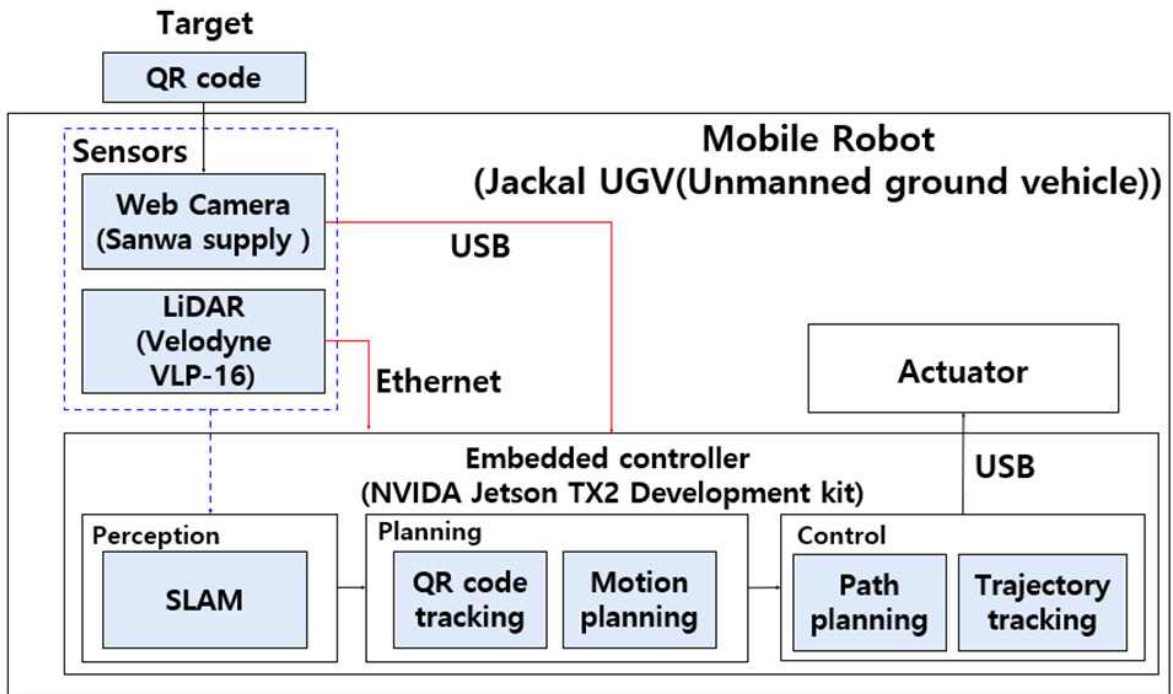 Target
QR code
Mobile Robot
(Jackal UGV(Unmanned ground vehicle))
Sensors
Web Camera
(Sanwa supply )
USB
LiDAR
(Velodyne
VLP-16)
Ethernet
Actuator
USB
Embedded controller
(NVIDA Jetson TX2 Development kit)
Perception
SLAM
Planning
QR code
tracking
Motion
planning
Control
Path
planning
Trajectory
tracking